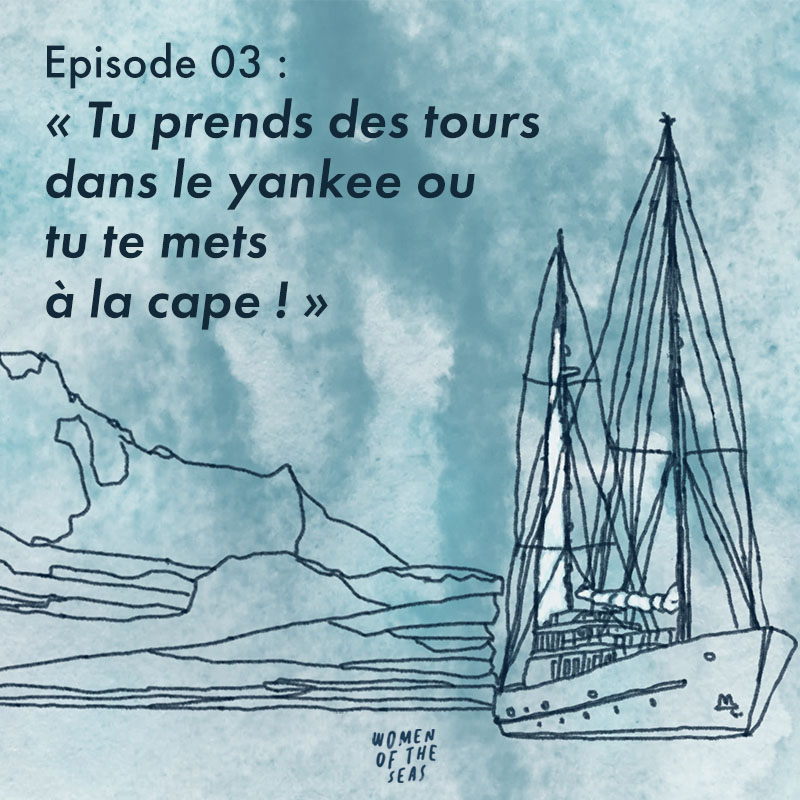 Episode 03 :
« Tu prends des tours
dans le yankee ou
tu te mets
à la cape ! »
WOMEN
OF THE
SEAS